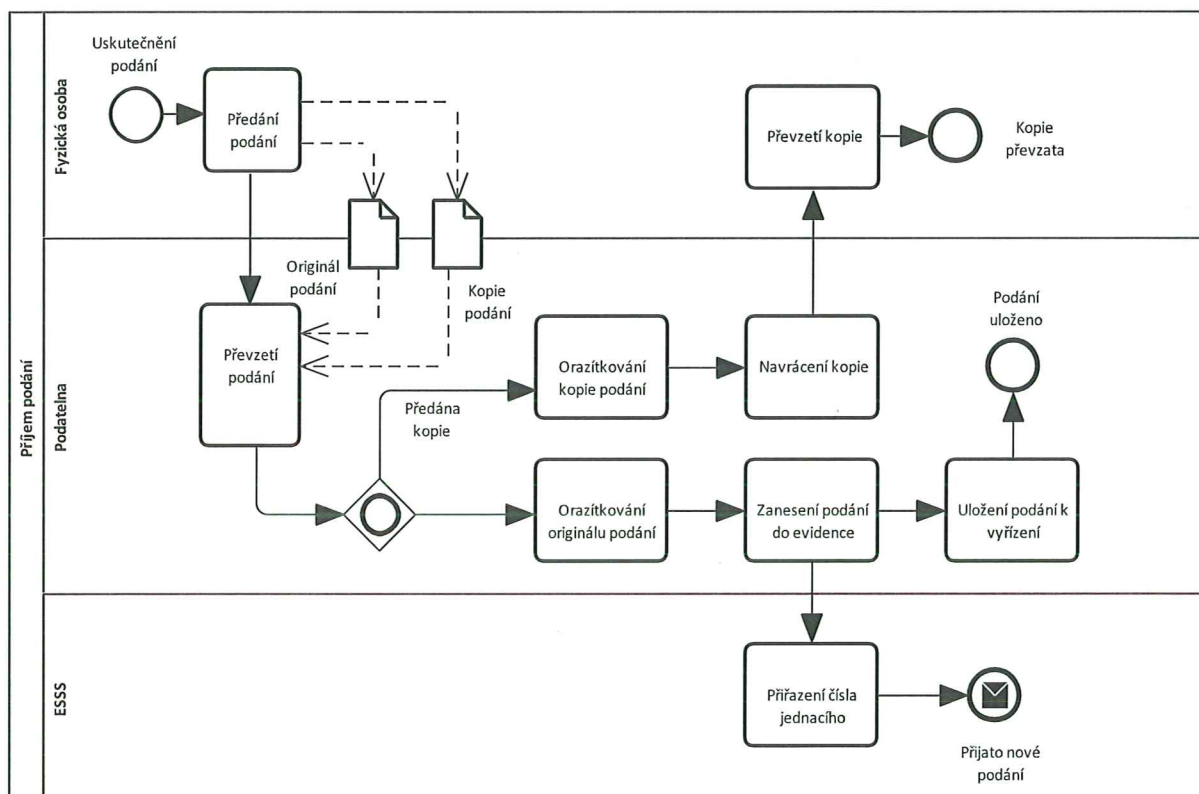 Příjem podání
Fyzická osoba
Uskutečnění
podání
Předání
podání
Převzetí kopie
Kopie
převzata
Podatelna
Originál
podání
Kopie
podání
Převzetí
podání
Předána
kopie
Orazítkování
kopie podání
Navrácení kopie
Podání
uloženo
Orazítkování
originálu podání
Zanesení podání
do evidence
Uložení podání k
vyřízení
ESSS
Přiřazení čísla
jednacího
Přijato nové
podání